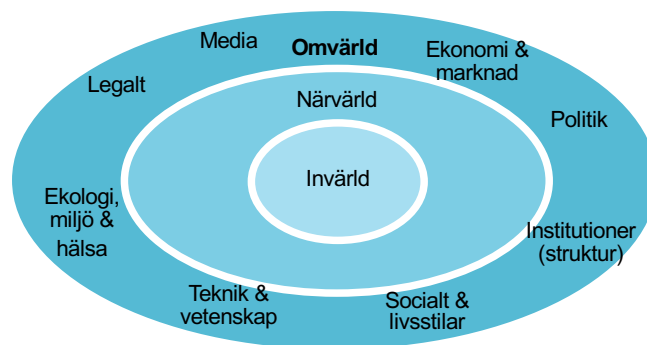 Media
Omvärld
Ekonomi &
marknad
Legalt
Närvärld
Politik
Invärld
Ekologi,
miljö &
hälsa
Institutioner
(struktur)
Teknik &
vetenskap
Socialt &
livsstilar